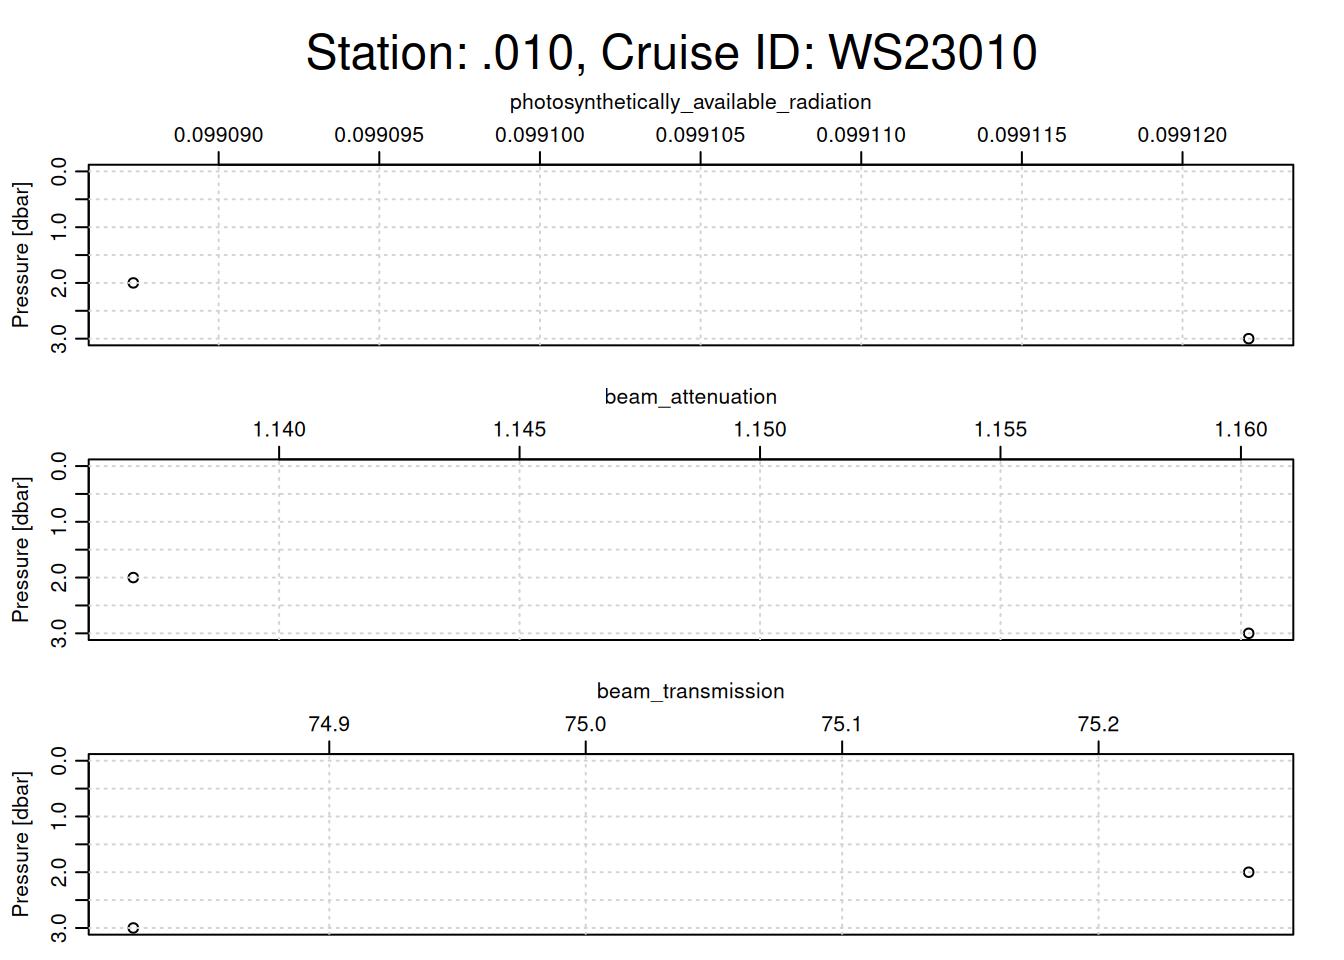 Station: .010, Cruise ID: WS23010
photosynthetically_available_radiation
0.099090 0.099095 0.099100 0.099105 0.099110 0.099115 0.099120
Pressure [dbar]
0.0
1.0
2.0
3.0
beam_attenuation
1.140 1.145 1.150 1.155 1.160
Pressure [dbar]
0.0
1.0
2.0
3.0
beam_transmission
74.9 75.0 75.1 75.2
Pressure [dbar]
0.0
1.0
2.0
3.0